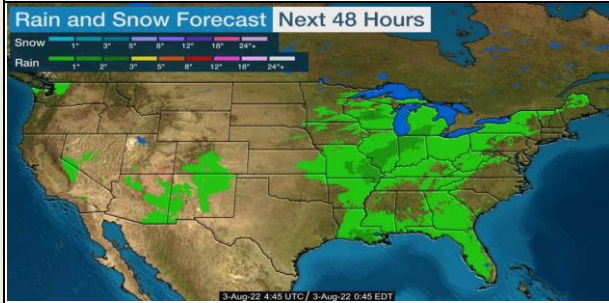 Rain and Snow Forecast Next 48 Hours
Snow
1" 3" 5" 8" 12" 18" 24"+
Rain
1" 2" 3" 5" 8" 12" 18" 24"+
3-Aug-22 4:45 UTC / 3-Aug-22 0:45 EDT